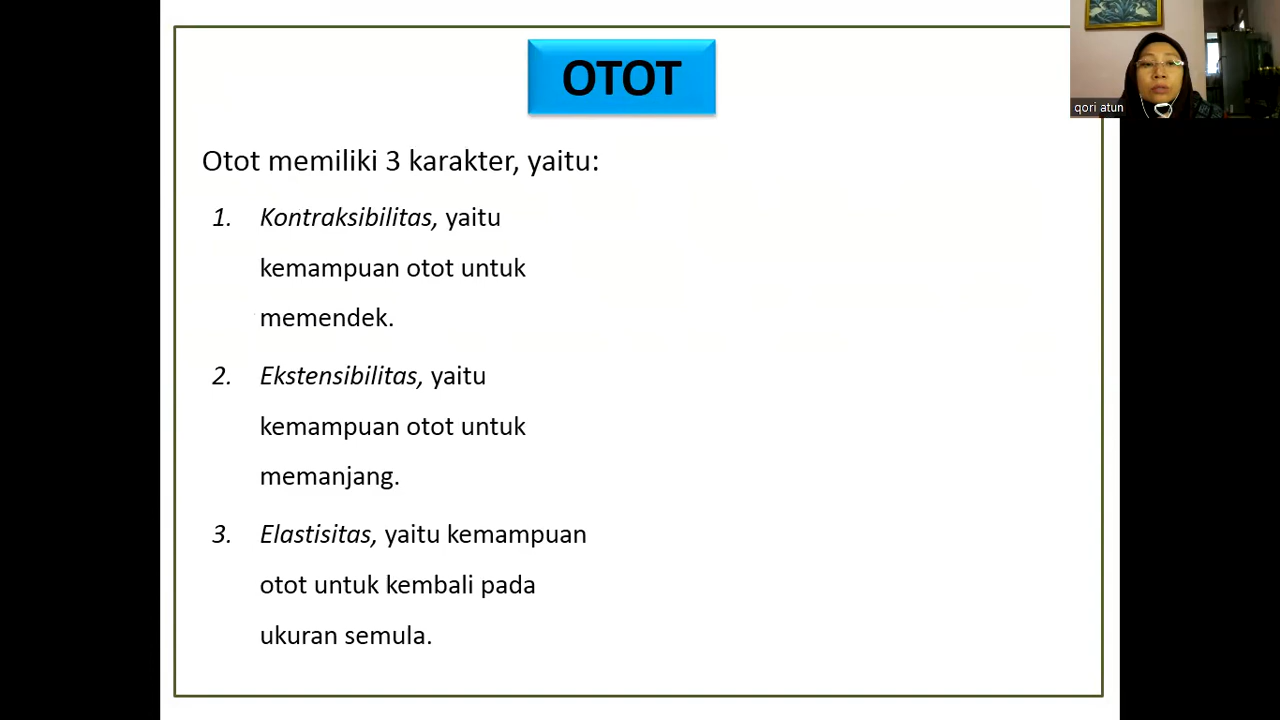 OTOT
qori atun
Otot memiliki 3 karakter, yaitu:
1. Kontraksibilitas, yaitu
kemampuan otot untuk
memendek.
2. Ekstensibilitas, yaitu
kemampuan otot untuk
memanjang.
3. Elastisitas, yaitu kemampuan
otot untuk kembali pada
ukuran semula.